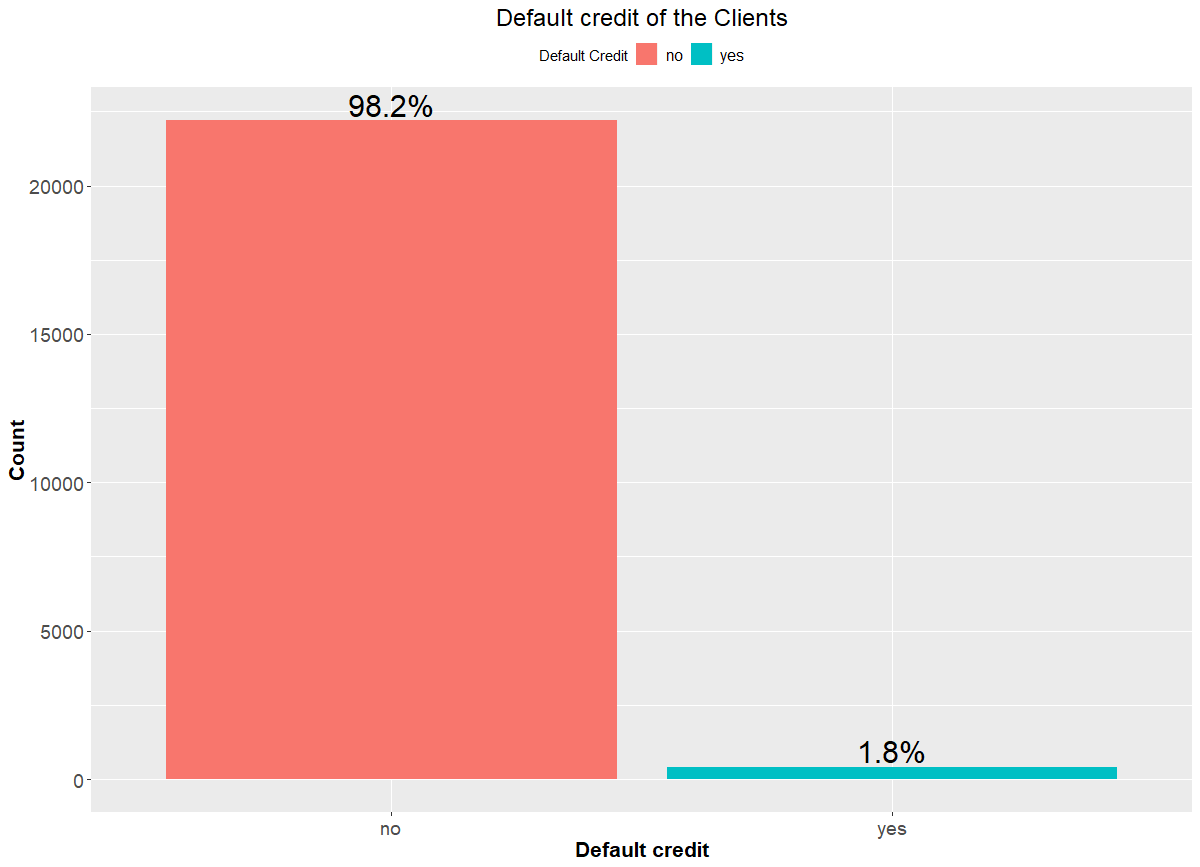 Default credit of the Clients
Default Credit no yes
98.2%
20000
15000
10000
5000
0
Count
1.8%
no yes
Default credit